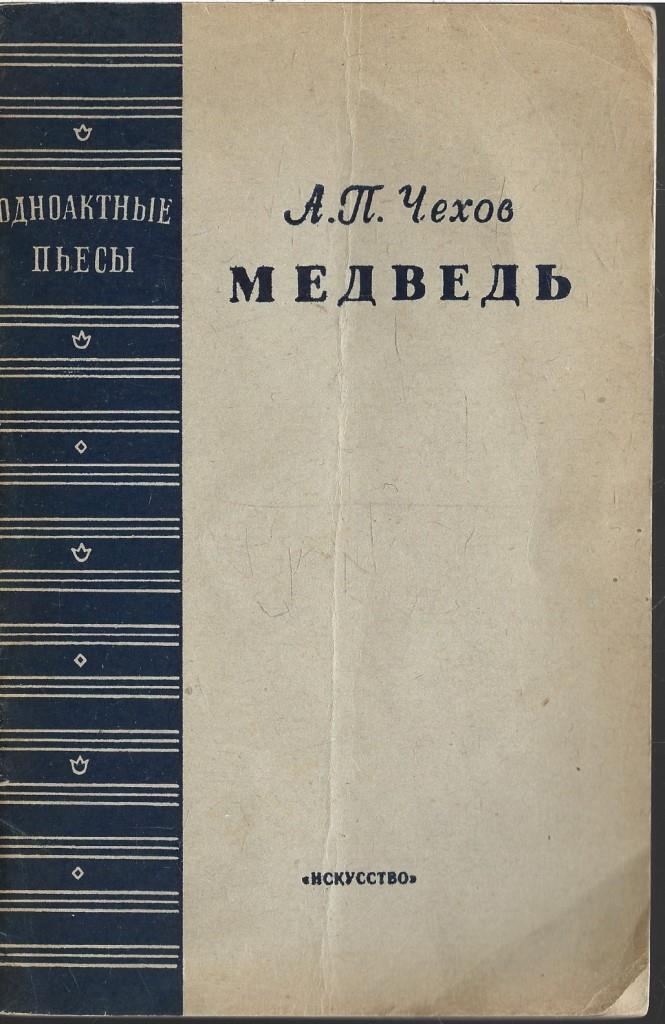 ОДНОАКТНЫЕ
ПЬЕСЫ
А.П. Чехов
МЕДВЕДЬ
«ИСКУССТВО»